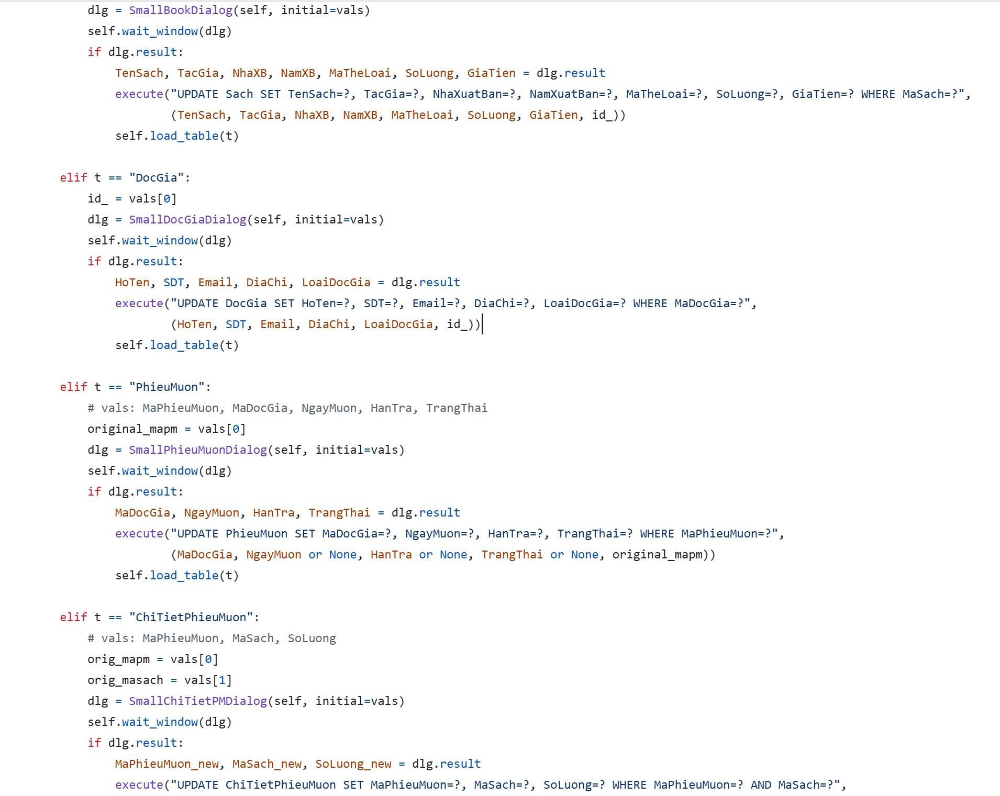 dlg = SmallBookDialog(self, initial=vals)
self.wait_window(dlg)
if dlg.result:
TenSach, TacGia, NhaXB, NamXB, MaTheLoai, SoLuong, GiaTien = dlg.result
execute("UPDATE Sach SET TenSach=?, TacGia=?, NhaXuatBan=?, NamXuatBan=?, MaTheLoai=?, SoLuong=?, GiaTien=? WHERE MaSach=?",
(TenSach, TacGia, NhaXB, NamXB, MaTheLoai, SoLuong, GiaTien, id_))
self.load_table(t)
elif t == "DocGia":
id_ = vals[0]
dlg = SmallDocGiaDialog(self, initial=vals)
self.wait_window(dlg)
if dlg.result:
HoTen, SDT, Email, DiaChi, LoaiDocGia = dlg.result
execute("UPDATE DocGia SET HoTen=?, SDT=?, Email=?, DiaChi=?, LoaiDocGia=? WHERE MaDocGia=?",
(HoTen, SDT, Email, DiaChi, LoaiDocGia, id_))
self.load_table(t)
elif t == "PhieuMuon":
# vals: MaPhieuMuon, MaDocGia, NgayMuon, HanTra, TrangThai
original_mapm = vals[0]
dlg = SmallPhieuMuonDialog(self, initial=vals)
self.wait_window(dlg)
if dlg.result:
MaDocGia, NgayMuon, HanTra, TrangThai = dlg.result
execute("UPDATE PhieuMuon SET MaDocGia=?, NgayMuon=?, HanTra=?, TrangThai=? WHERE MaPhieuMuon=?",
(MaDocGia, NgayMuon or None, HanTra or None, TrangThai or None, original_mapm))
self.load_table(t)
elif t == "ChiTietPhieuMuon":
# vals: MaPhieuMuon, MaSach, SoLuong
orig_mapm = vals[0]
orig_masach = vals[1]
dlg = SmallChiTietPMDialog(self, initial=vals)
self.wait_window(dlg)
if dlg.result:
MaPhieuMuon_new, MaSach_new, SoLuong_new = dlg.result
execute("UPDATE ChiTietPhieuMuon SET MaPhieuMuon=?, MaSach=?, SoLuong=? WHERE MaPhieuMuon=? AND MaSach=?",